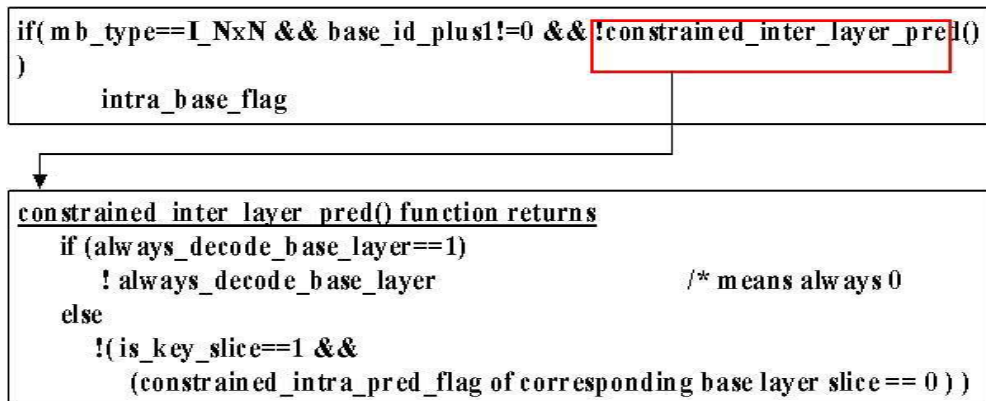 if( mb_type==I_NxN && base_id_plus1!=0 && !constrained_inter_layer_pred()
)
intra_base_flag
constrained_inter_layer_pred() function returns
if (always_decode_base_layer==1)
! always_decode_base_layer /* means always 0
else
!( is_key_slice==1 &&
(constrained_intra_pred_flag of corresponding base layer slice == 0 ) )